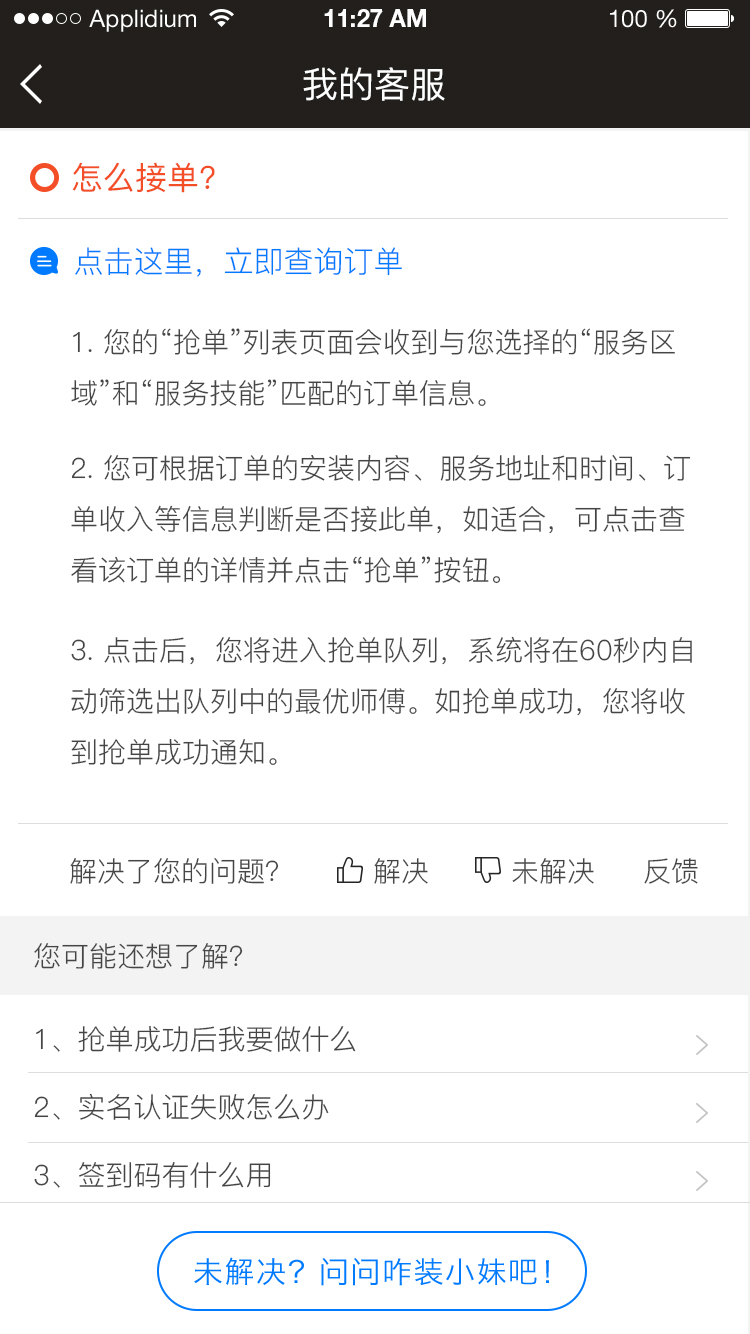 Applidium 11:27 AM 100 %
我的客服
怎么接单?
点击这里，立即查询订单
1. 您的“抢单”列表页面会收到与您选择的“服务区
域”和“服务技能”匹配的订单信息。
2. 您可根据订单的安装内容、服务地址和时间、订
单收入等信息判断是否接此单，如适合，可点击查
看该订单的详情并点击“抢单”按钮。
3. 点击后，您将进入抢单队列，系统将在60秒内自
动筛选出队列中的最优师傅。如抢单成功，您将收
到抢单成功通知。
解决了您的问题? 解决 未解决 反馈
您可能还想了解?
1、抢单成功后我要做什么
2、实名认证失败怎么办
3、签到码有什么用
未解决？问问咋装小妹吧！